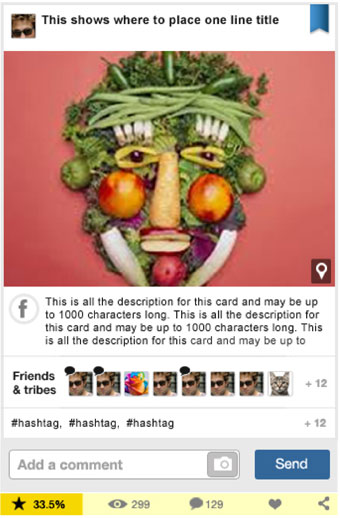 This shows where to place one line title
This is all the description for this card and may be up
to 1000 characters long. This is all the description for
this card and may be up to 1000 characters long. This
is all the description for this card and may be up to
Friends
& tribes
+ 12
#hashtag, #hashtag, #hashtag
+ 12
Add a comment
Send
33.5%
299
129